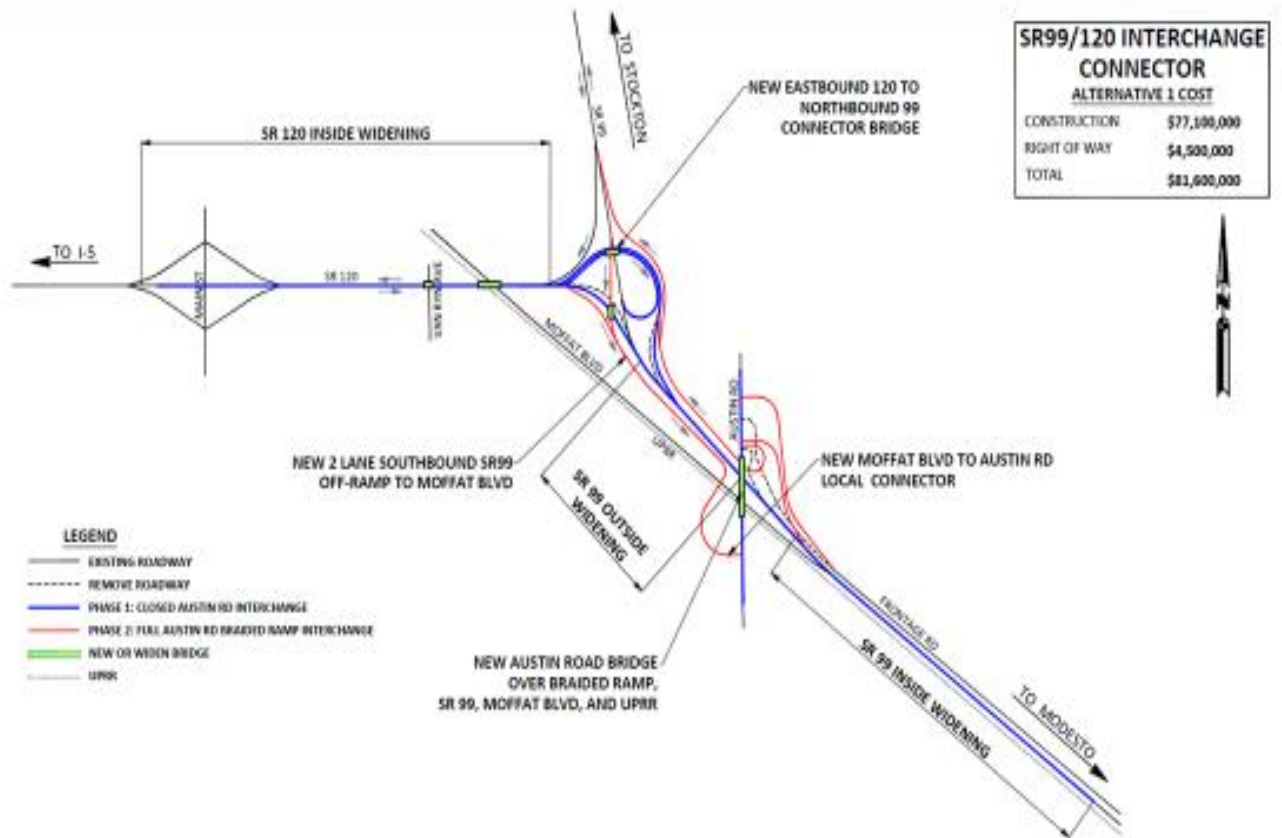 SR99/120 INTERCHANGE
CONNECTOR
ALTERNATIVE 1 COST
CONSTRUCTION $77,100,000
RIGHT OF WAY $4,500,000
TOTAL $81,600,000
TO STOCKTON
SR 99
NEW EASTBOUND 120 TO
NORTHBOUND 99
CONNECTOR BRIDGE
SR 120 INSIDE WIDENING
TO I-5
MAIN ST
SR 120
N
MOFFAT BLVD
UPRR
AUSTIN RD
NEW 2 LANE SOUTHBOUND SR99
OFF-RAMP TO MOFFAT BLVD
NEW MOFFAT BLVD TO AUSTIN RD
LOCAL CONNECTOR
SR 99 OUTSIDE
WIDENING
LEGEND
EXISTING ROADWAY
REMOVE ROADWAY
PHASE 1: CLOSED AUSTIN RD INTERCHANGE
PHASE 2: FULL AUSTIN RD BRAIDED RAMP INTERCHANGE
NEW OR WIDEN BRIDGE
UPRR
FRONTAGE RD
NEW AUSTIN ROAD BRIDGE
OVER BRAIDED RAMP,
SR 99, MOFFAT BLVD, AND UPRR
SR 99 INSIDE WIDENING
TO MODESTO